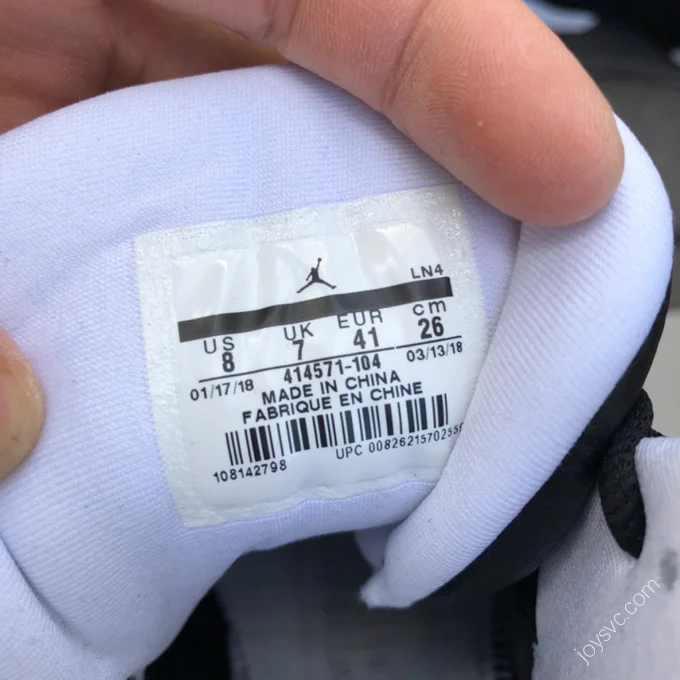 LN4
US UK EUR cm
8 7 41 26
01/17/18 414571-104 03/13/18
MADE IN CHINA
FABRIQUE EN CHINE
108142798 UPC
joysvc.com